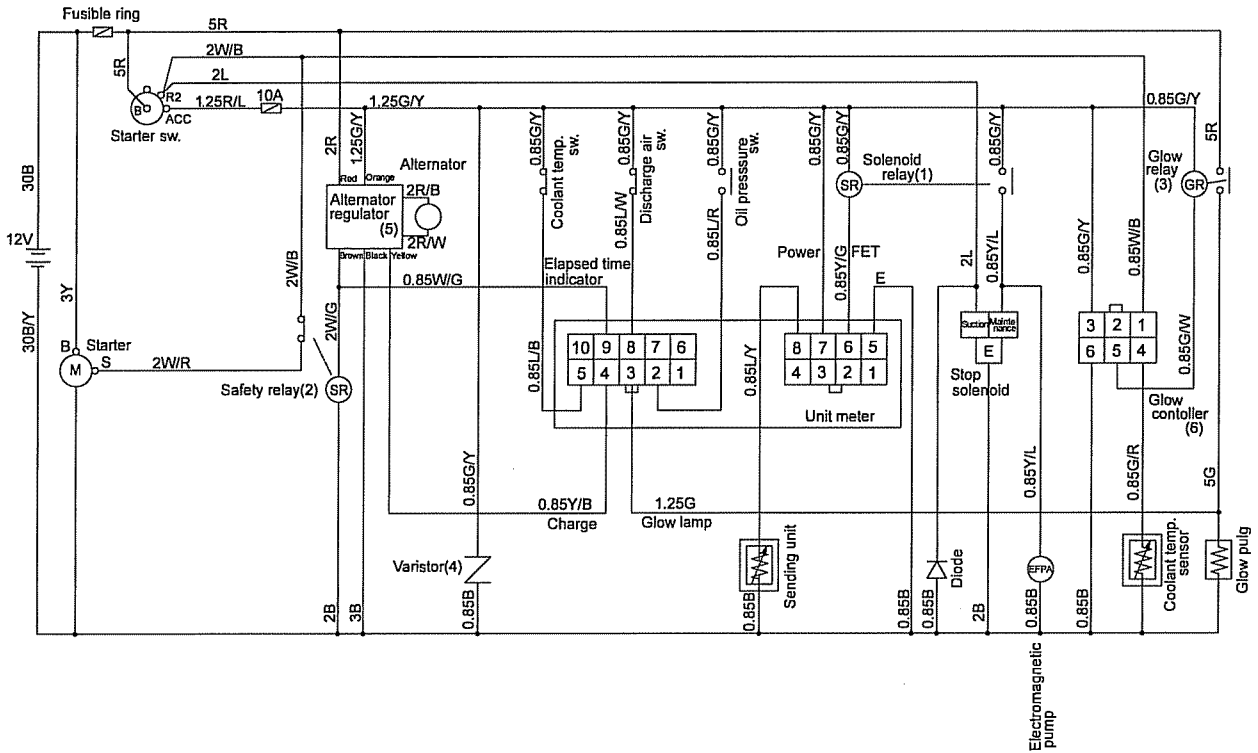 Fusible ring
5R
2W/B
5R
2L
R2
B
1.25R/L
10A
1.25G/Y
0.85G/Y
ACC
Starter sw.
30B
2R
1.25G/Y
Alternator
Red
Orange
2R/B
Alternator
regulator
(5)
2R/W
Brown
Black
Yellow
0.85G/Y
Coolant temp.
sw.
0.85G/Y
0.85L/W
Discharge air
sw.
0.85G/Y
0.85L/R
Oil presssure
sw.
0.85G/Y
0.85G/Y
Solenoid
relay(1)
SR
0.85G/Y
Glow
relay
(3)
GR
5R
12V
30B/Y
3Y
2W/B
2W/G
0.85W/G
Elapsed time
indicator
Power
0.85Y/G
FET
E
2L
0.85Y/L
0.85G/Y
0.85W/B
0.85G/W
B
Starter
M
S
2W/R
Safety relay(2)
SR
0.85L/B
10 9 8 7 6
5 4 3 2 1
0.85L/Y
8 7 6 5
4 3 2 1
Unit meter
Suction
Mainte
nance
E
Stop
solenoid
3 2 1
6 5 4
Glow contoller
(6)
0.85G/Y
0.85Y/B
Charge
1.25G
Glow lamp
0.85Y/L
0.85G/R
5G
Varistor(4)
Sending unit
Diode
EFPA
Coolant temp.
sensor
Glow pulg
2B
3B
0.85B
0.85B
0.85B
0.85B
2B
0.85B
0.85B
Electromagnetic
pump